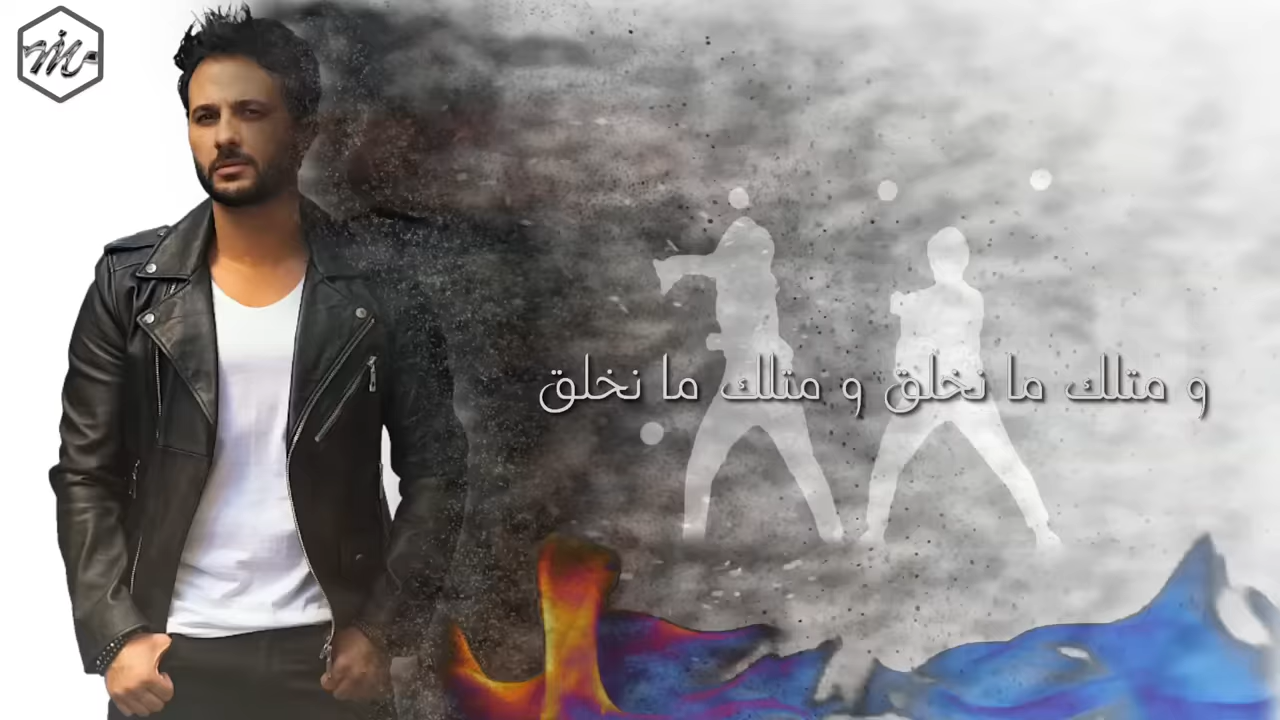 و متلك ما نخلق و متلك ما نخلق